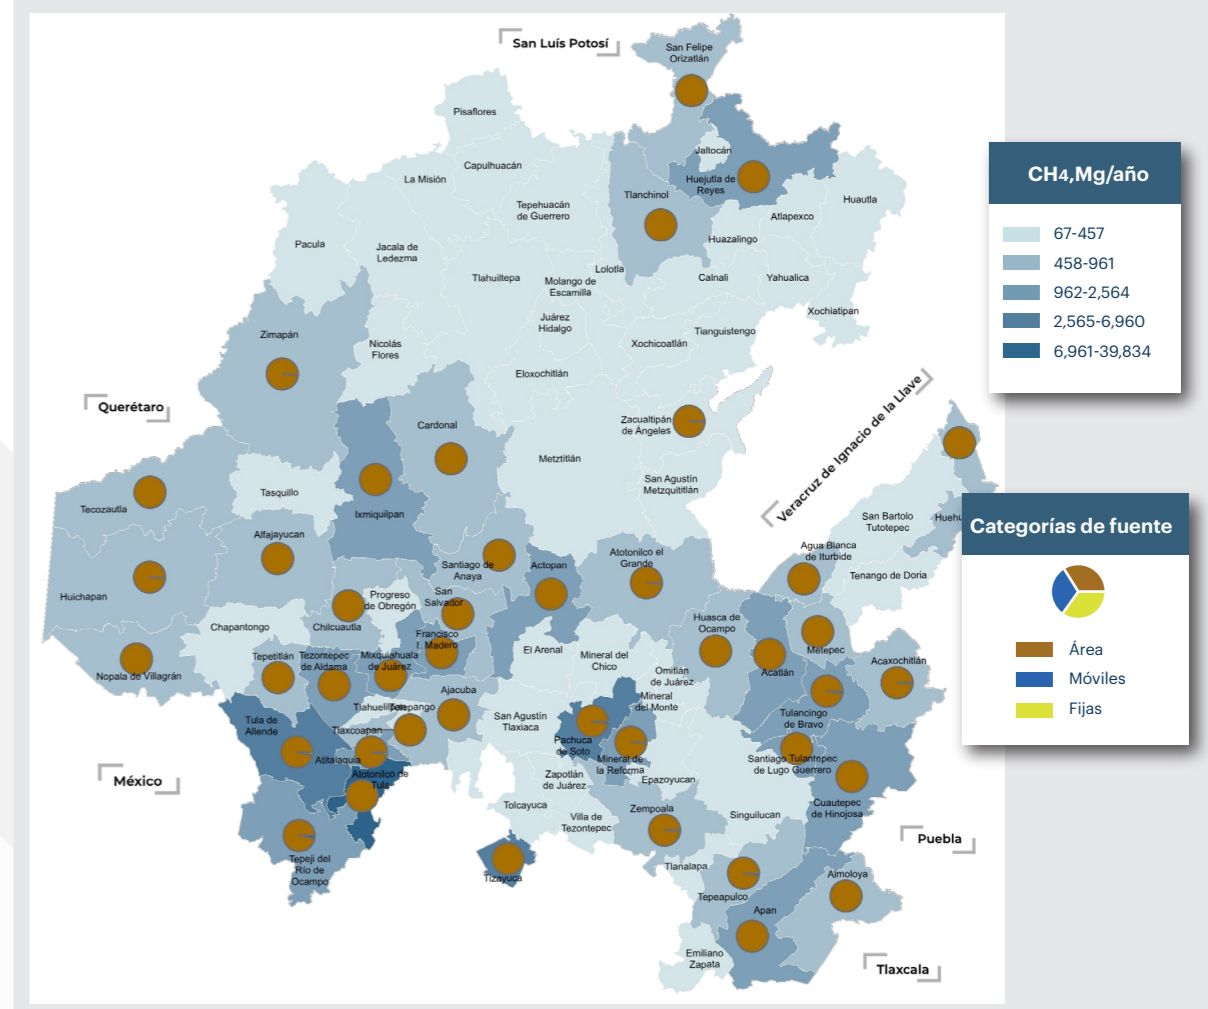 San Luís Potosí
San Felipe
Orizatlán
Pisaflores
Jaltocán
CH4,Mg/año
Capulhuacán
La Misión
Huejutla de
Reyes
Tlanchinol
Huautla
Tepehuacán
de Guerrero
Atlapexco
67-457
Pacula
Jacala de
Ledezma
Huazalingo
458-961
Lolotla
Tlahuiltepa
Molango de
Escamilla
Calnali
Yahualica
962-2,564
Xochiatipan
2,565-6,960
Juárez
Hidalgo
Tianguistengo
Zimapán
Nicolás
Flores
Xochicoatlán
6,961-39,834
Eloxochitlán
Querétaro
Zacualtipán
de Ángeles
Cardonal
Veracruz de Ignacio de la Llave
Metztitlán
San Agustín
Metzquititlán
Tasquillo
Tecozautla
Ixmiquilpan
San Bartolo
Tutotepec
Huehu
Categorías de fuente
Alfajayucan
Agua Blanca
de Iturbide
Santiago de
Anaya
Actopan
Atotonilco el
Grande
Tenango de Doria
Huichapan
Progreso
de Obregón
San
Salvador
Chapantongo
Chilcuautla
Huasca de
Ocampo
Francisco
I. Madero
El Arenal
Mineral del
Chico
Metepec
Área
Tepetitlán
Tezontepec
de Aldama
Mixquiahuala
de Juárez
Omitlán
de Juárez
Acatlán
Acaxochitlán
Nopala de Villagrán
Móviles
Ajacuba
Mineral
del Monte
Tepango
Fijas
San Agustín
Tlaxiaca
Tulancingo
de Bravo
Tula de
Allende
Tlaxcoapan
Pachuca
de Soto
Atitalaquia
Mineral de
la Reforma
Santiago Tulantepec
de Lugo Guerrero
México
Atotonilco de
Tula
Zapotlán
de Juárez
Epazoyucan
Tolcayuca
Villa de
Tezontepec
Zempoala
Singuilucan
Cuautepec
de Hinojosa
Puebla
Tepeji del
Río de
Ocampo
Tizayuca
Tlanalapa
Almoloya
Tepeapulco
Apan
Emiliano
Zapata
Tlaxcala